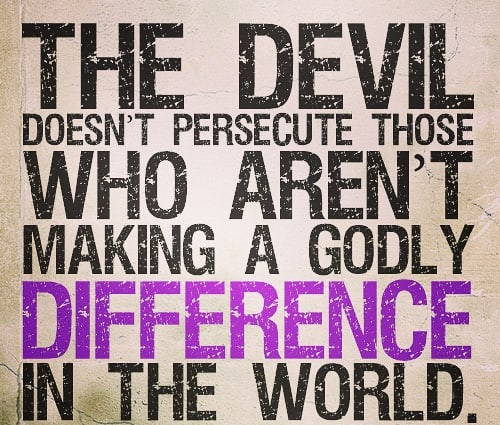 THE DEVIL
DOESN'T PERSECUTE THOSE
WHO AREN'T
MAKING A GODLY
DIFFERENCE
IN THE WORLD.